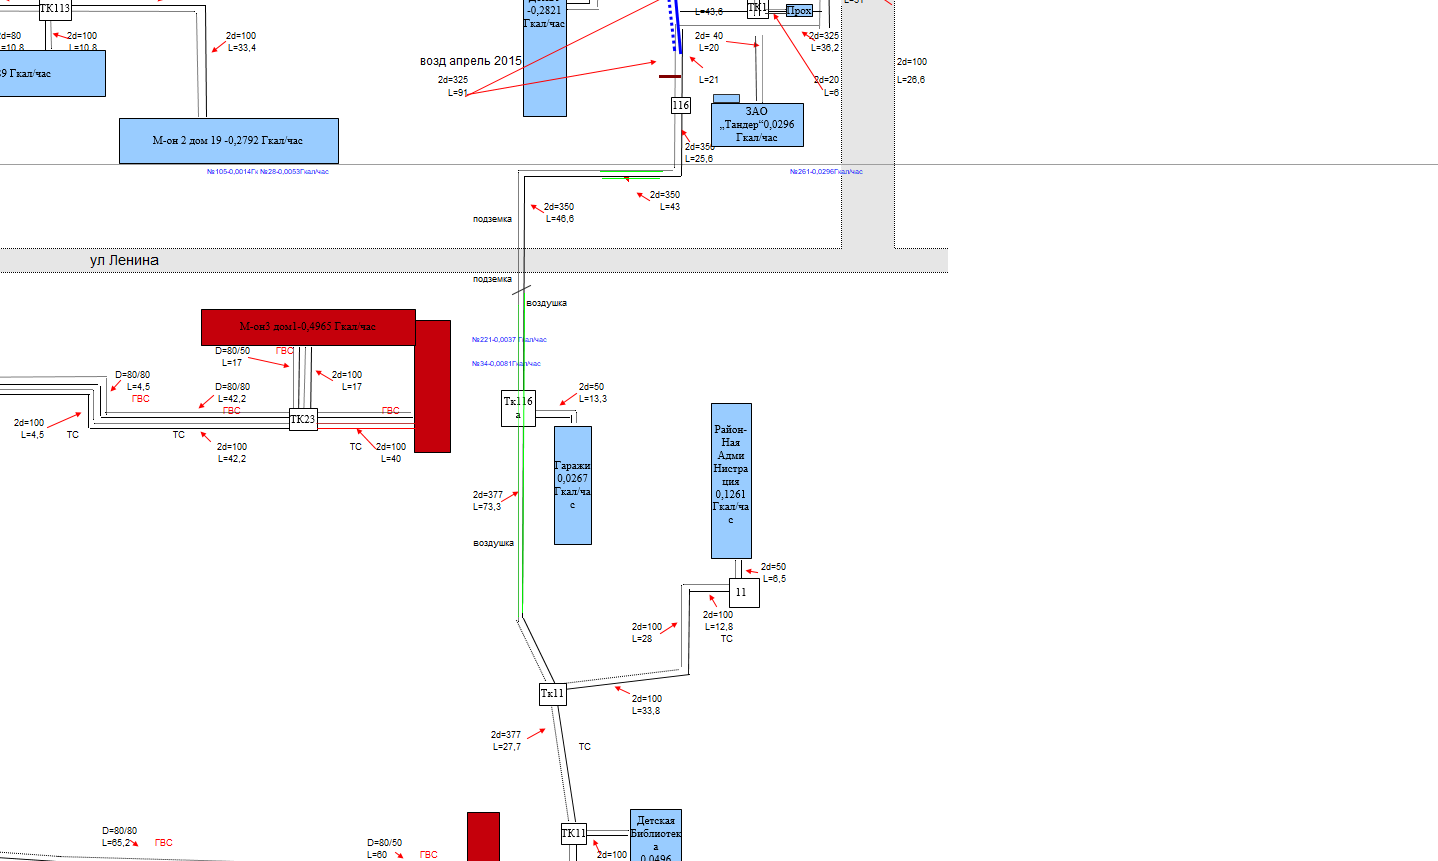 ТК113
2d=100
L=10,8
2d=100
L=33,4
d=80
=10,8
9 Гкал/час
М-он 2 дом 19 -0,2792 Гкал/час
№105-0,0014Гк №28-0,0053Гкал/час
-0,2821
Гкал/час
возд апрель 2015
2d=325
L=91
L=43,6
ТК1
Прох
2d= 40
L=20
L=21
2d=325
L=36,2
2d=20
L=6
2d=100
L=26,6
116
ЗАО
„Тандер“0,0296
Гкал/час
2d=350
L=25,6
№261-0,0296Гкал/час
2d=350
L=43
2d=350
L=46,6
подземка
ул Ленина
подземка
воздушка
М-он3 дом1-0,4965 Гкал/час
№221-0,0037 Гкал/час
№34-0,0081Гкал/час
D=80/50
L=17
ГВС
2d=100
L=17
D=80/80
L=4,5
ГВС
D=80/80
L=42,2
ГВС
ГВС
ТК23
2d=100
L=4,5
ТС
ТС
2d=100
L=42,2
ТС
2d=100
L=40
Тк116
а
2d=50
L=13,3
Гаражи
0,0267
Гкал/ча
с
Район-
Ная
Адми
Нистра
ция
0,1261
Гкал/ча
с
2d=377
L=73,3
воздушка
2d=50
L=6,5
11
2d=100
L=12,8
ТС
2d=100
L=28
Тк11
2d=100
L=33,8
2d=377
L=27,7
ТС
ТК11
Детская
Библиотек
а
0,0496
2d=100
D=80/80
L=65,2
ГВС
D=80/50
L=60
ГВС